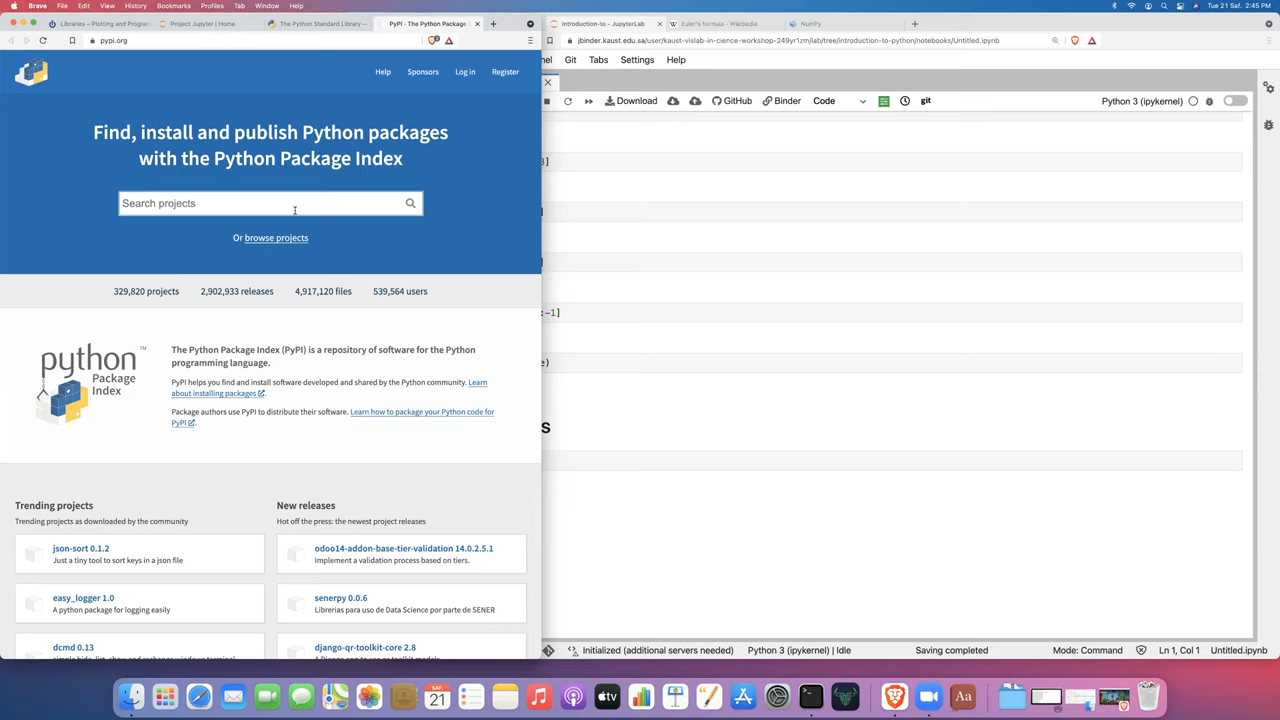 Brave File Edit View History Bookmarks Profiles Tab Window Help
Tue 21 Saf. 2:45 PM
Libraries – Plotting and Program
Project Jupyter | Home
The Python Standard Library —
PyPI · The Python Package
pypi.org
Help Sponsors Log in Register
Find, install and publish Python packages
with the Python Package Index
Search projects
Or browse projects
329,820 projects 2,902,933 releases 4,917,120 files 539,564 users
python
Package
Index
TM
The Python Package Index (PyPI) is a repository of software for the Python
programming language.
PyPI helps you find and install software developed and shared by the Python community. Learn
about installing packages
Package authors use PyPI to distribute their software. Learn how to package your Python code for
PyPI
Trending projects
Trending projects as downloaded by the community
json-sort 0.1.2
Just a tiny tool to sort keys in a json file
easy_logger 1.0
A python package for logging easily
dcmd 0.13
New releases
Hot off the press: the newest project releases
odoo14-addon-base-tier-validation 14.0.2.5.1
Implement a validation process based on tiers.
senerpy 0.0.6
Librerias para uso de Data Science por parte de SENER
django-qr-toolkit-core 2.8
Introduction-to - JupyterLab
Euler's formula - Wikipedia
NumPy
jbinder.kaust.edu.sa/user/kaust-vislab-in-cience-workshop-249yr1zm/lab/tree/introduction-to-python/notebooks/Untitled.ipynb
nel Git Tabs Settings Help
Download GitHub Binder Code git Python 3 (ipykernel)
3]
]
]
:-1]
e)
s
Initialized (additional servers needed) Python 3 (ipykernel) | Idle Saving completed Mode: Command Ln 1, Col 1 Untitled.ipynb
SAT
21
tv
Aa